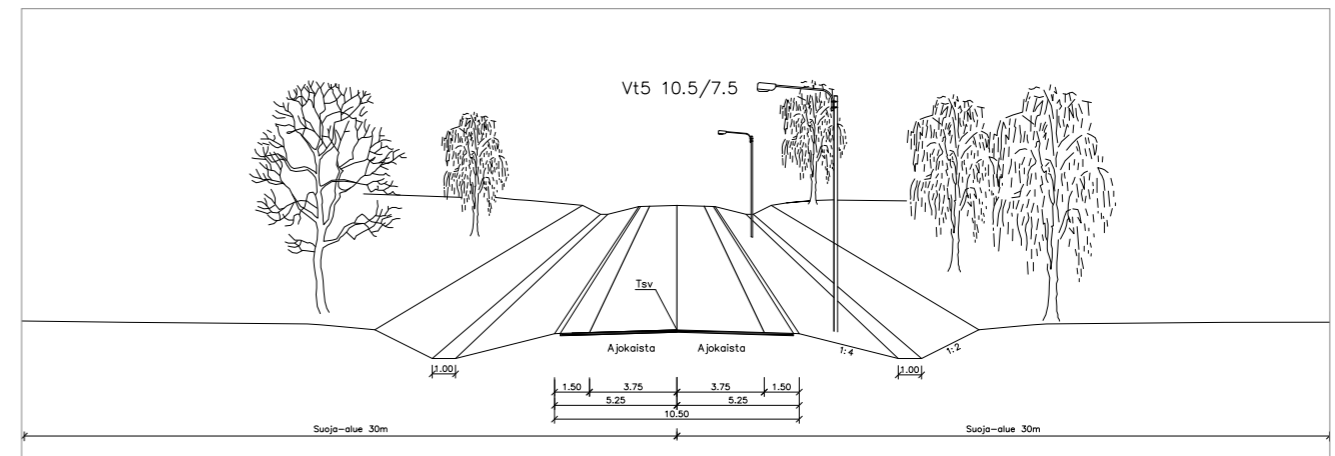 Vt5 10.5/7.5
Tsv
Ajokaista Ajokaista
1:4 1:2
1.00 1.00
1.50 3.75 3.75 1.50
5.25 5.25
10.50
Suoja-alue 30m Suoja-alue 30m